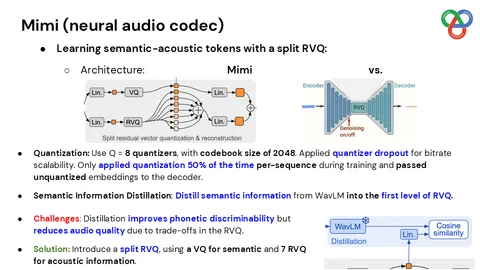 Mimi (neural audio codec)
● Learning semantic-acoustic tokens with a split RVQ:
○ Architecture: Mimi vs.
Encoder Decoder
Lin. VQ Lin.
Lin. RVQ Lin.
RVQ
Denoising
on/off
Split residual vector quantization & reconstruction
● Quantization: Use Q = 8 quantizers, with codebook size of 2048. Applied quantizer dropout for bitrate
scalability. Only applied quantization 50% of the time per-sequence during training and passed
unquantized embeddings to the decoder.
● Semantic Information Distillation: Distill semantic information from WavLM into the first level of RVQ.
● Challenges: Distillation improves phonetic discriminability but
reduces audio quality due to trade-offs in the RVQ.
● Solution: Introduce a split RVQ, using a VQ for semantic and 7 RVQ
for acoustic information.
WavLM Cosine
similarity
Distillation Lin.